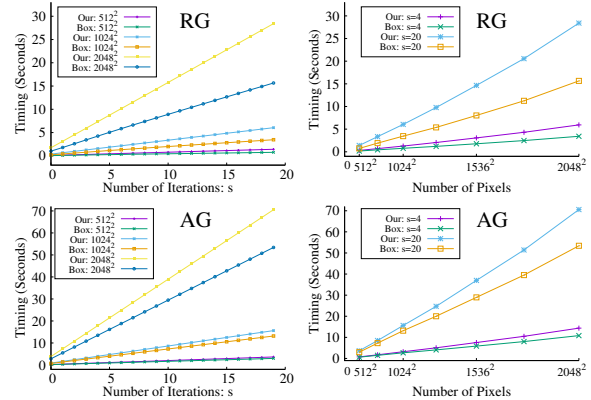 RG
Our: 512²
Box: 512²
Our: 1024²
Box: 1024²
Our: 2048²
Box: 2048²
Timing (Seconds)
30
25
20
15
10
5
0
0 5 10 15 20
Number of Iterations: s
RG
Our: s=4
Box: s=4
Our: s=20
Box: s=20
Timing (Seconds)
30
25
20
15
10
5
0
0 512² 1024² 1536² 2048²
Number of Pixels
AG
Our: 512²
Box: 512²
Our: 1024²
Box: 1024²
Our: 2048²
Box: 2048²
Timing (Seconds)
70
60
50
40
30
20
10
0
0 5 10 15 20
Number of Iterations: s
AG
Our: s=4
Box: s=4
Our: s=20
Box: s=20
Timing (Seconds)
70
60
50
40
30
20
10
0
0 512² 1024² 1536² 2048²
Number of Pixels